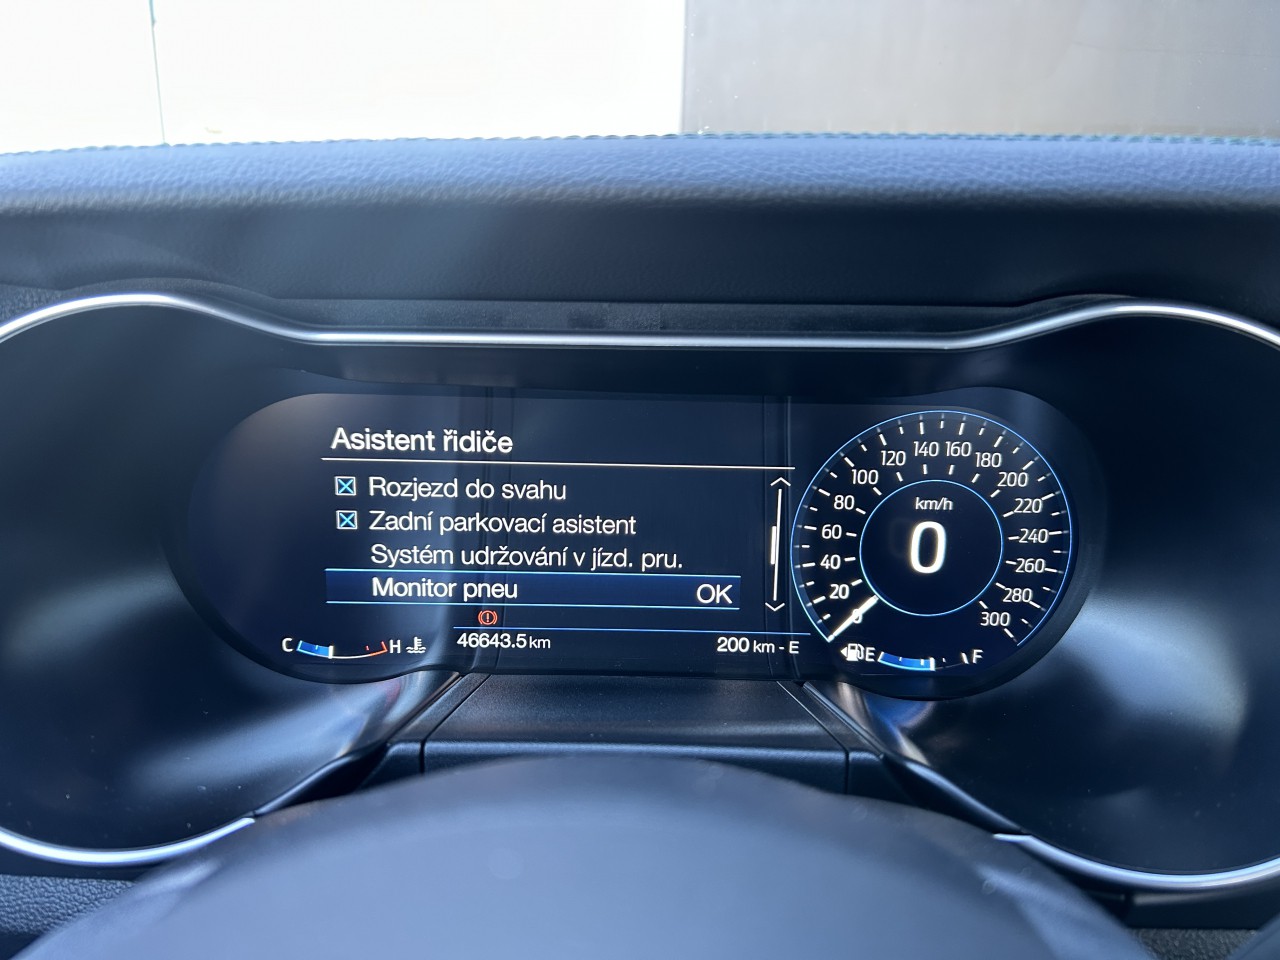 Asistent řidiče
Rozjezd do svahu
Zadní parkovací asistent
Systém udržování v jízd. pru.
Monitor pneu OK
46643.5 km
200 km - E
C H
km/h
0
0
20
40
60
80
100
120
140
160
180
200
220
240
260
280
300
E F